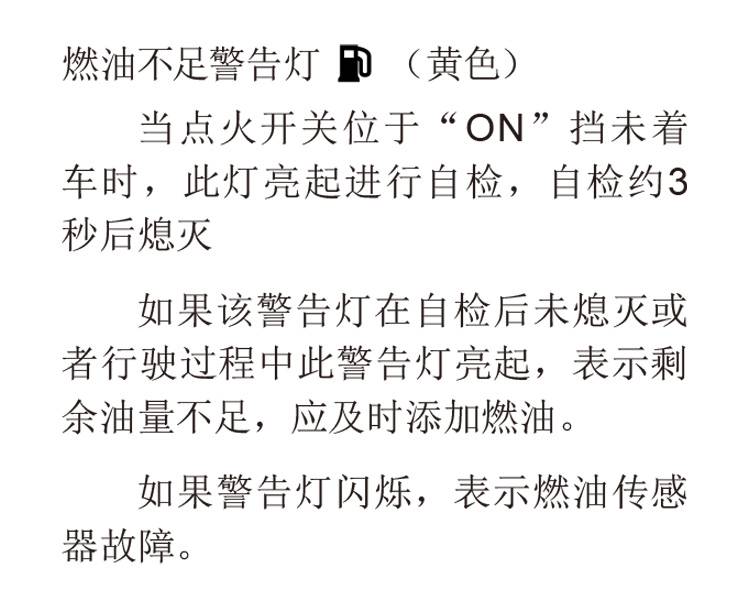 燃油不足警告灯 （黄色）
当点火开关位于“ON”挡未着
车时，此灯亮起进行自检，自检约3
秒后熄灭
如果该警告灯在自检后未熄灭或
者行驶过程中此警告灯亮起，表示剩
余油量不足，应及时添加燃油。
如果警告灯闪烁，表示燃油传感
器故障。